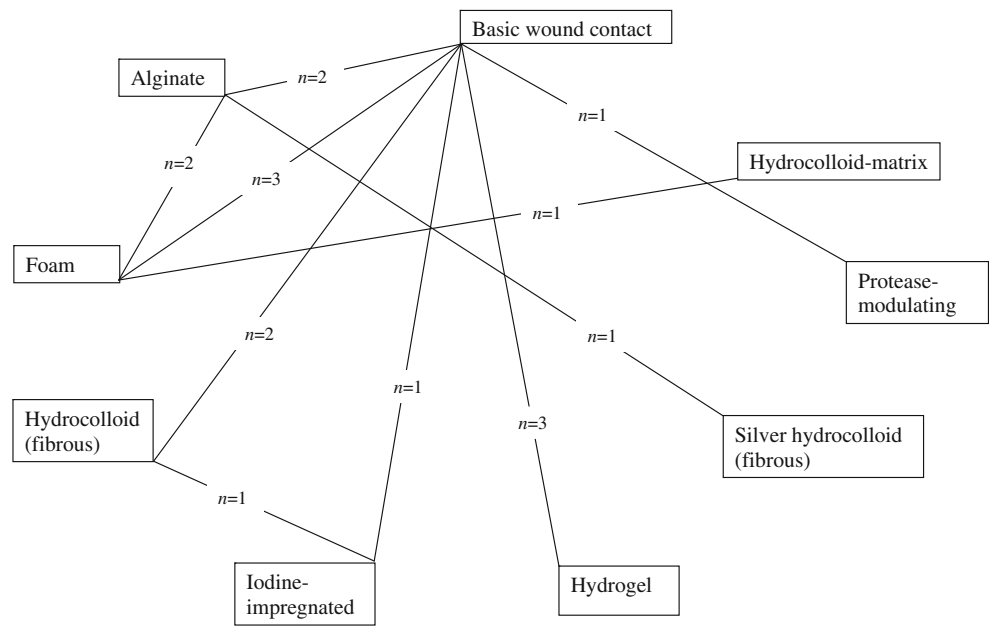 Basic wound contact
Alginate
n=2
n=1
n=2
Hydrocolloid-matrix
n=3
n=1
Foam
Protease-
modulating
n=2
n=1
n=1
Hydrocolloid
(fibrous)
n=3
Silver hydrocolloid
(fibrous)
n=1
Iodine-
impregnated
Hydrogel